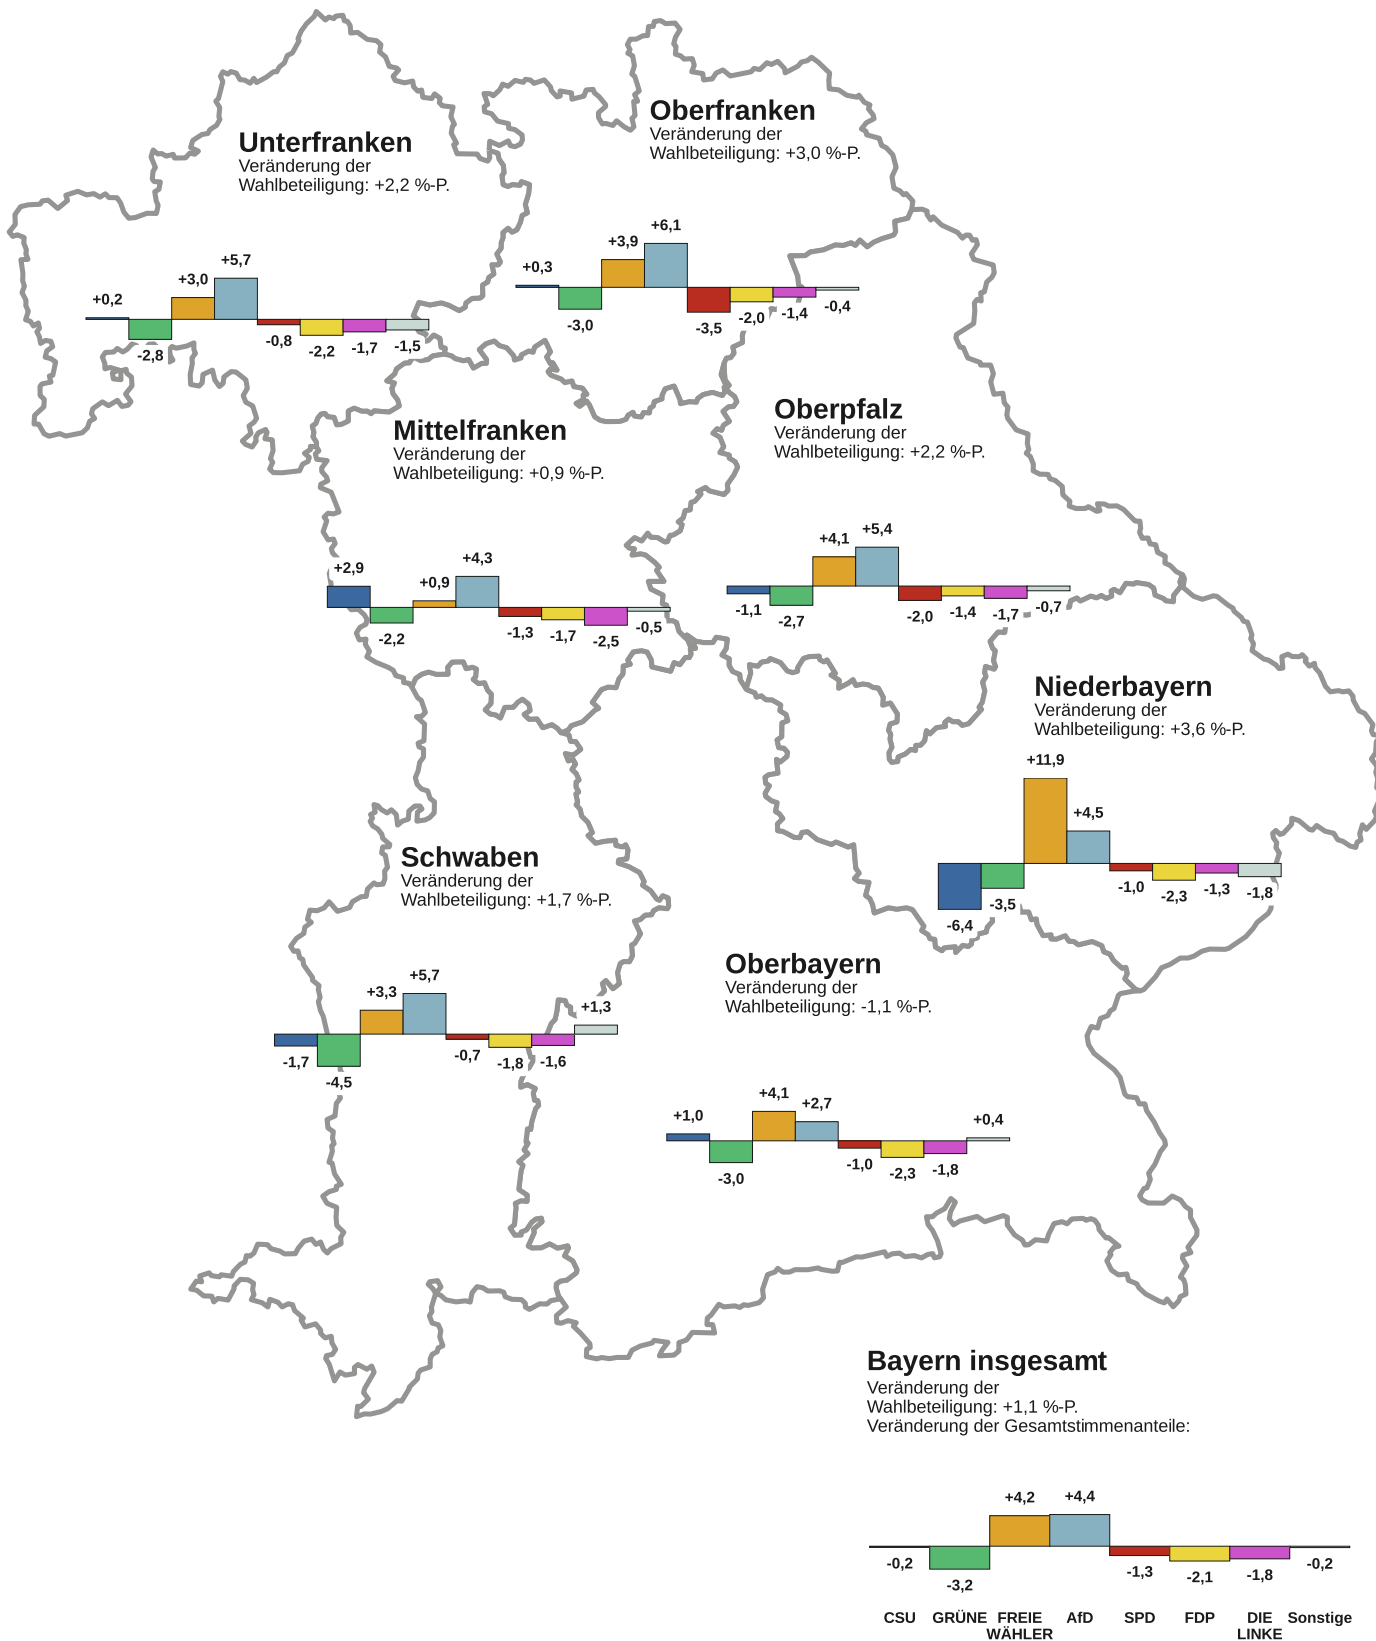 Oberfranken
Veränderung der
Wahlbeteiligung: +3,0 %-P.
+0,3
-3,0
+3,9
+6,1
-3,5
-2,0
-1,4
-0,4
Unterfranken
Veränderung der
Wahlbeteiligung: +2,2 %-P.
+0,2
-2,8
+3,0
+5,7
-0,8
-2,2
-1,7
-1,5
Mittelfranken
Veränderung der
Wahlbeteiligung: +0,9 %-P.
+2,9
-2,2
+0,9
+4,3
-1,3
-1,7
-2,5
-0,5
Oberpfalz
Veränderung der
Wahlbeteiligung: +2,2 %-P.
-1,1
-2,7
+4,1
+5,4
-2,0
-1,4
-1,7
-0,7
Niederbayern
Veränderung der
Wahlbeteiligung: +3,6 %-P.
-6,4
-3,5
+11,9
+4,5
-1,0
-2,3
-1,3
-1,8
Schwaben
Veränderung der
Wahlbeteiligung: +1,7 %-P.
-1,7
-4,5
+3,3
+5,7
-0,7
-1,8
-1,6
+1,3
Oberbayern
Veränderung der
Wahlbeteiligung: -1,1 %-P.
+1,0
-3,0
+4,1
+2,7
-1,0
-2,3
-1,8
+0,4
Bayern insgesamt
Veränderung der
Wahlbeteiligung: +1,1 %-P.
Veränderung der Gesamtstimmenanteile:
-0,2
-3,2
+4,2
+4,4
-1,3
-2,1
-1,8
-0,2
CSU
GRÜNE
FREIE
WÄHLER
AfD
SPD
FDP
DIE
LINKE
Sonstige